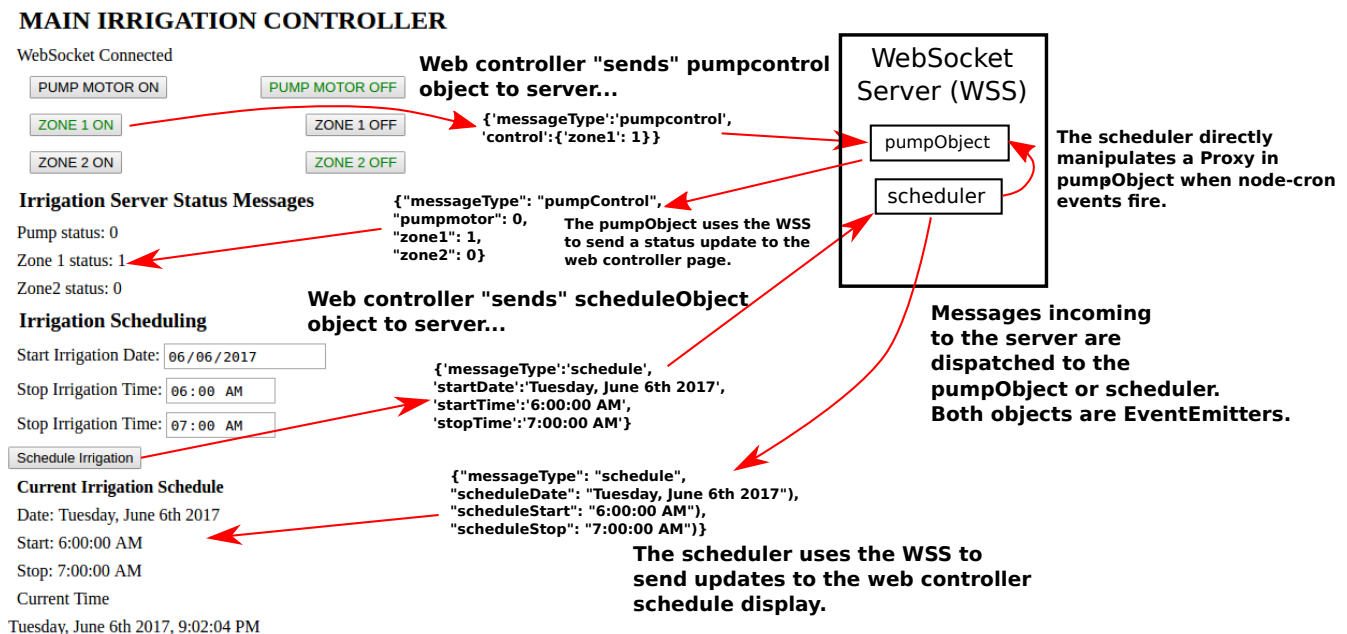 MAIN IRRIGATION CONTROLLER
WebSocket Connected
PUMP MOTOR ON
PUMP MOTOR OFF
ZONE 1 ON
ZONE 1 OFF
ZONE 2 ON
ZONE 2 OFF
Irrigation Server Status Messages
Pump status: 0
Zone 1 status: 1
Zone2 status: 0
Irrigation Scheduling
Start Irrigation Date: 06/06/2017
Stop Irrigation Time: 06:00 AM
Stop Irrigation Time: 07:00 AM
Schedule Irrigation
Current Irrigation Schedule
Date: Tuesday, June 6th 2017
Start: 6:00:00 AM
Stop: 7:00:00 AM
Current Time
Tuesday, June 6th 2017, 9:02:04 PM
Web controller "sends" pumpcontrol
object to server...
{'messageType':'pumpcontrol',
'control':{'zone1': 1}}
{"messageType": "pumpControl",
"pumpmotor": 0,
"zone1": 1,
"zone2": 0}
The pumpObject uses the WSS
to send a status update to the
web controller page.
Web controller "sends" scheduleObject
object to server...
{'messageType':'schedule',
'startDate':'Tuesday, June 6th 2017',
'startTime':'6:00:00 AM',
'stopTime':'7:00:00 AM'}
{"messageType": "schedule",
"scheduleDate": "Tuesday, June 6th 2017"),
"scheduleStart": "6:00:00 AM"),
"scheduleStop": "7:00:00 AM")}
The scheduler uses the WSS to
send updates to the web controller
schedule display.
WebSocket
Server (WSS)
pumpObject
scheduler
The scheduler directly
manipulates a Proxy in
pumpObject when node-cron
events fire.
Messages incoming
to the server are
dispatched to the
pumpObject or scheduler.
Both objects are EventEmitters.